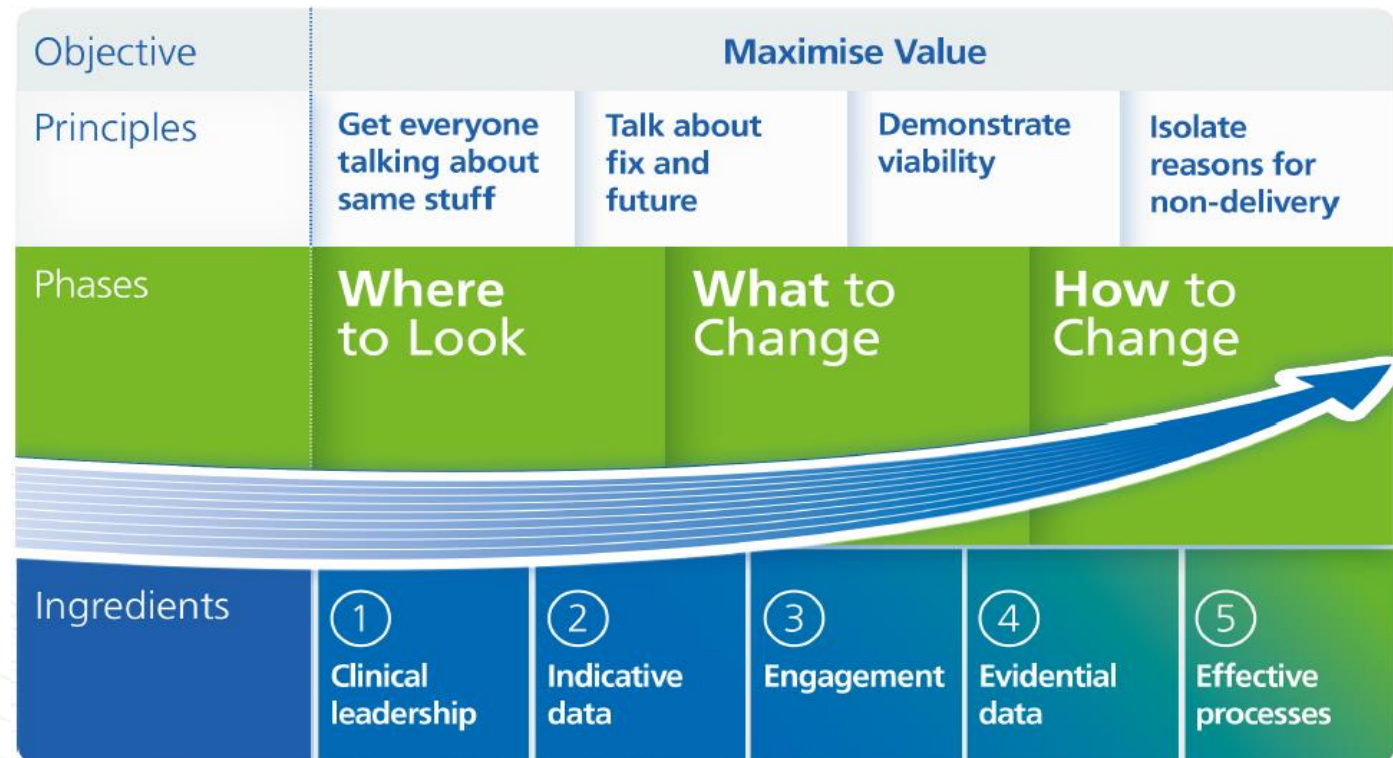 Objective
Maximise Value
Principles
Get everyone
talking about
same stuff
Talk about
fix and
future
Demonstrate
viability
Isolate
reasons for
non-delivery
Phases
Where
to Look
What to
Change
How to
Change
Ingredients
1
Clinical
leadership
2
Indicative
data
3
Engagement
4
Evidential
data
5
Effective
processes